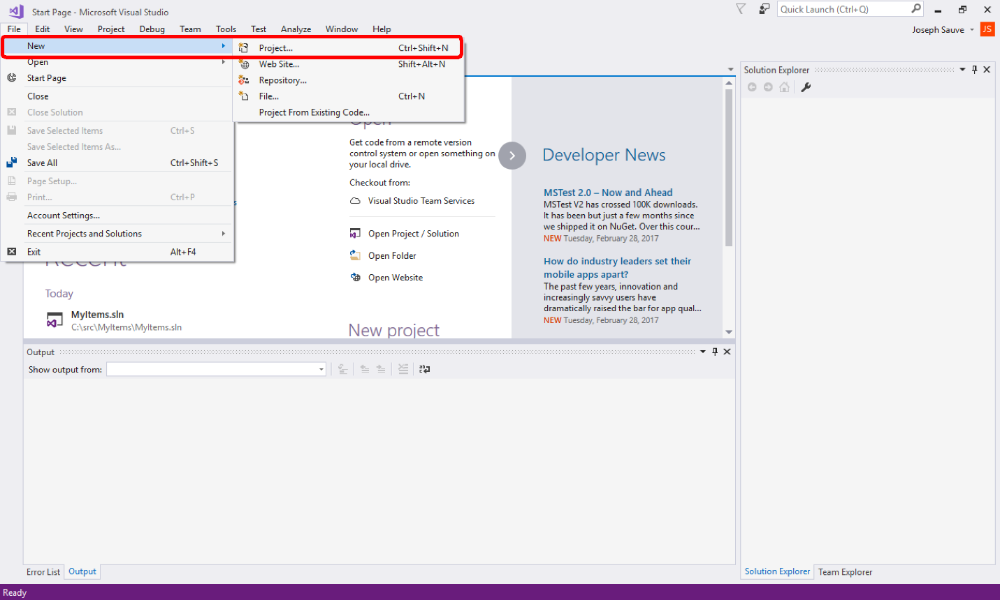 Start Page - Microsoft Visual Studio
Quick Launch (Ctrl+Q)
File Edit View Project Debug Team Tools Test Analyze Window Help
Joseph Sauve JS
New
Open
Start Page
Close
Close Solution
Save Selected Items Ctrl+S
Save Selected Items As...
Save All Ctrl+Shift+S
Page Setup...
Print... Ctrl+P
Account Settings...
Recent Projects and Solutions
Exit Alt+F4
Project... Ctrl+Shift+N
Web Site... Shift+Alt+N
Repository...
File... Ctrl+N
Project From Existing Code...
Recent
Today
MyItems.sln
C:\src\MyItems\MyItems.sln
Open
Get code from a remote version
control system or open something on
your local drive.
Checkout from:
Visual Studio Team Services
Open Project / Solution
Open Folder
Open Website
New project
Developer News
MSTest 2.0 – Now and Ahead
MSTest V2 has crossed 100K downloads.
It has been but just a few months since
we shipped it on NuGet. Over this cour...
NEW Tuesday, February 28, 2017
How do industry leaders set their
mobile apps apart?
The past few years, innovation and
increasingly savvy users have
dramatically raised the bar for app qual...
NEW Tuesday, February 28, 2017
Solution Explorer
Output
Show output from:
Error List Output
Solution Explorer Team Explorer
Ready